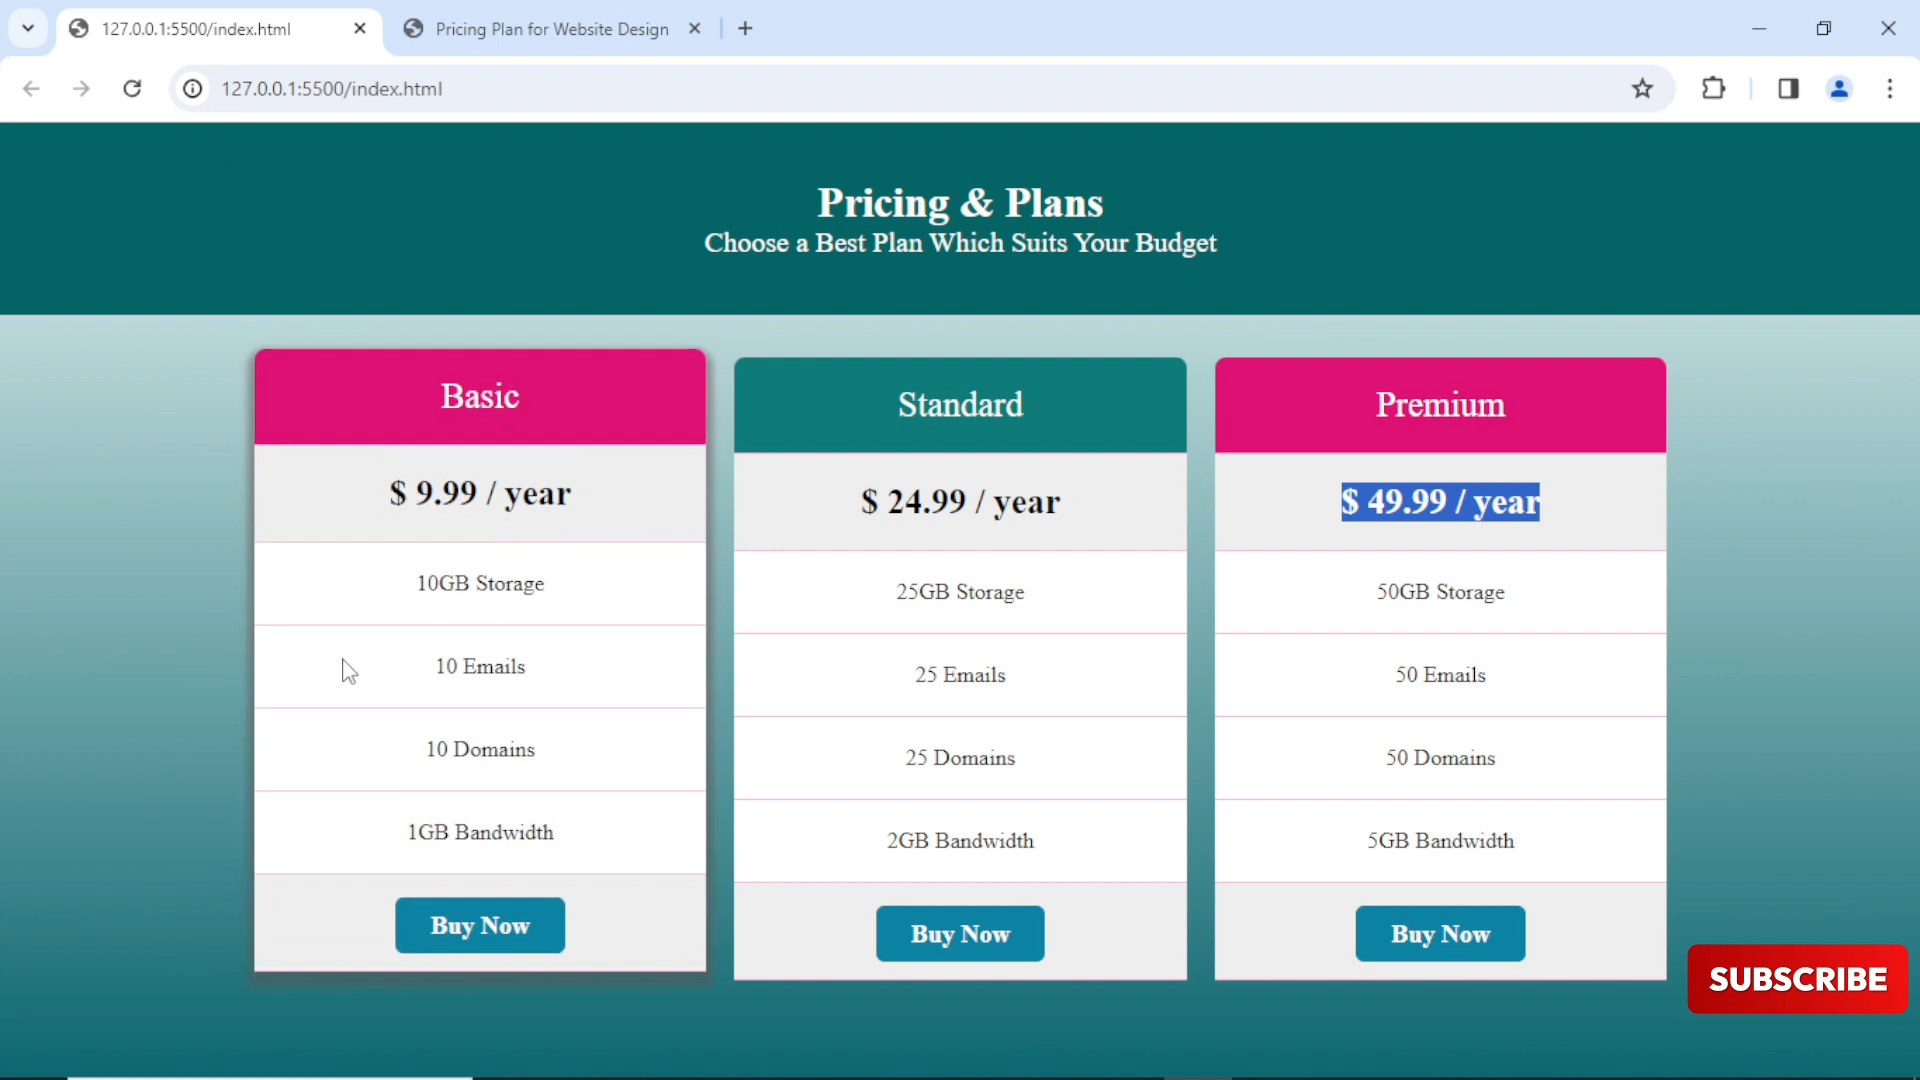 127.0.0.1:5500/index.html
Pricing Plan for Website Design
127.0.0.1:5500/index.html
Pricing & Plans
Choose a Best Plan Which Suits Your Budget
Basic
$ 9.99 / year
10GB Storage
10 Emails
10 Domains
1GB Bandwidth
Buy Now
Standard
$ 24.99 / year
25GB Storage
25 Emails
25 Domains
2GB Bandwidth
Buy Now
Premium
$ 49.99 / year
50GB Storage
50 Emails
50 Domains
5GB Bandwidth
Buy Now
SUBSCRIBE